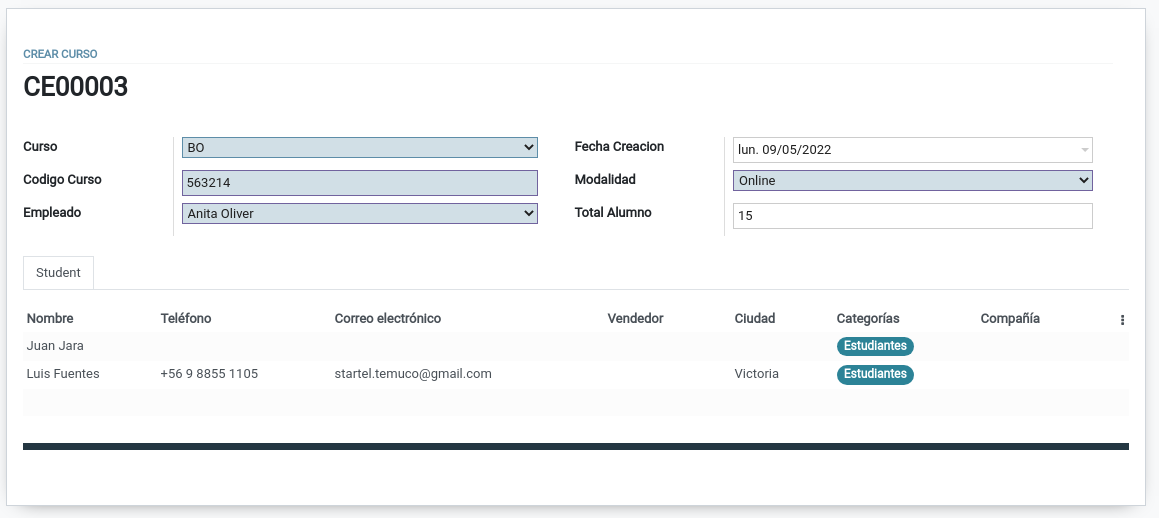 CREAR CURSO
CE00003
Curso BO Fecha Creacion lun. 09/05/2022
Codigo Curso 563214 Modalidad Online
Empleado Anita Oliver Total Alumno 15
Student
Nombre Teléfono Correo electrónico Vendedor Ciudad Categorías Compañía
Juan Jara Estudiantes
Luis Fuentes +56 9 8855 1105 startel.temuco@gmail.com Victoria Estudiantes